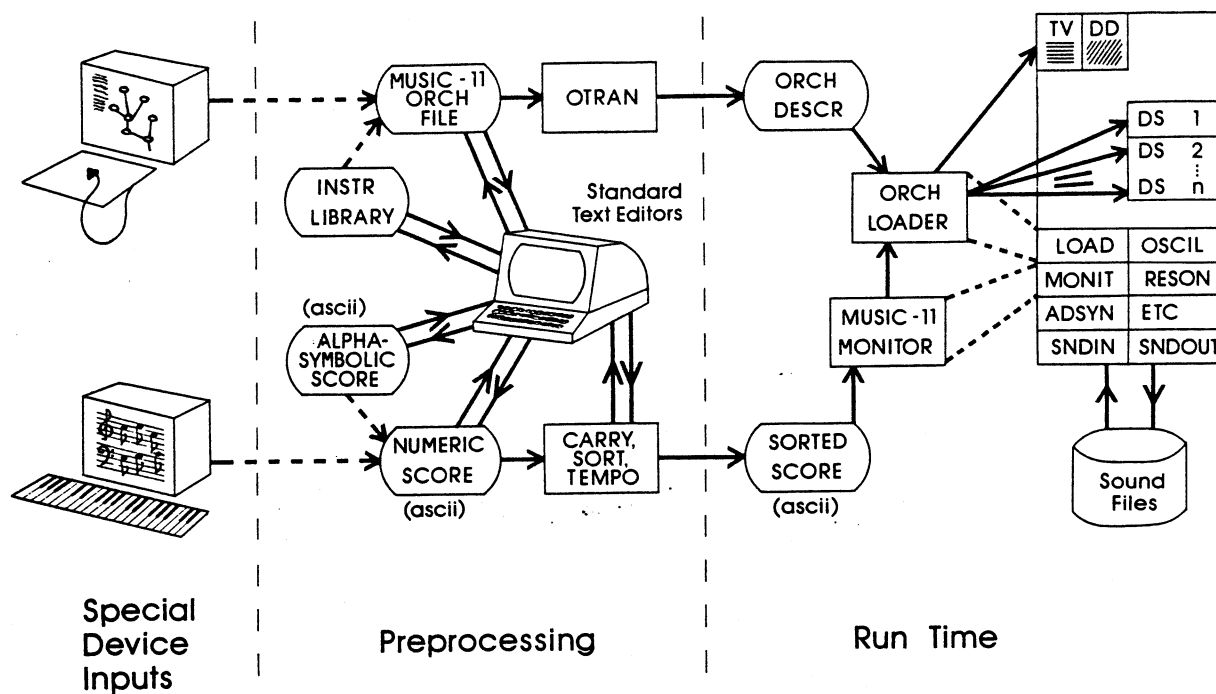 TV DD
MUSIC-11
ORCH
FILE
OTRAN
ORCH
DESCR
DS 1
DS 2
DS n
INSTR
LIBRARY
Standard
Text Editors
ORCH
LOADER
LOAD OSCIL
MONIT RESON
ADSYN ETC
SNDIN SNDOUT
(ascii)
ALPHA-
SYMBOLIC
SCORE
MUSIC-11
MONITOR
NUMERIC
SCORE
(ascii)
CARRY,
SORT,
TEMPO
SORTED
SCORE
(ascii)
Sound
Files
Special
Device
Inputs
Preprocessing
Run Time